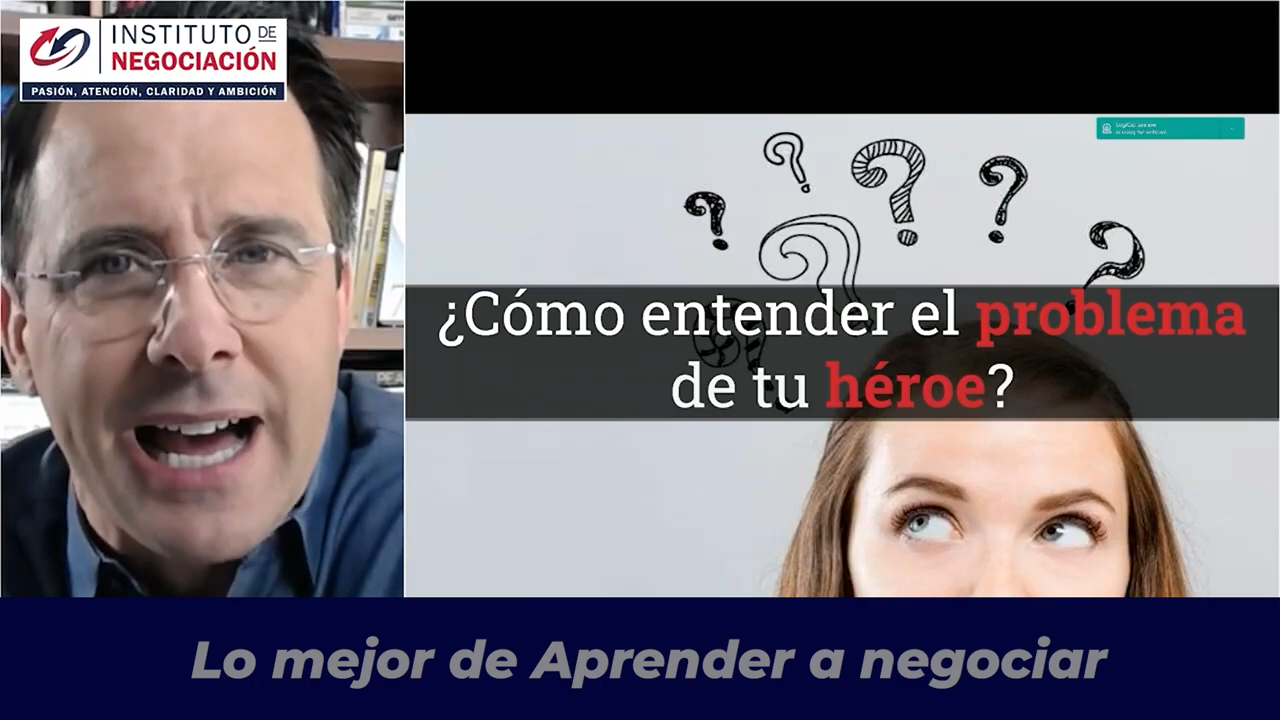 INSTITUTO DE
NEGOCIACIÓN
PASIÓN, ATENCIÓN, CLARIDAD Y AMBICIÓN
¿Cómo entender el problema
de tu héroe?
Lo mejor de Aprender a negociar